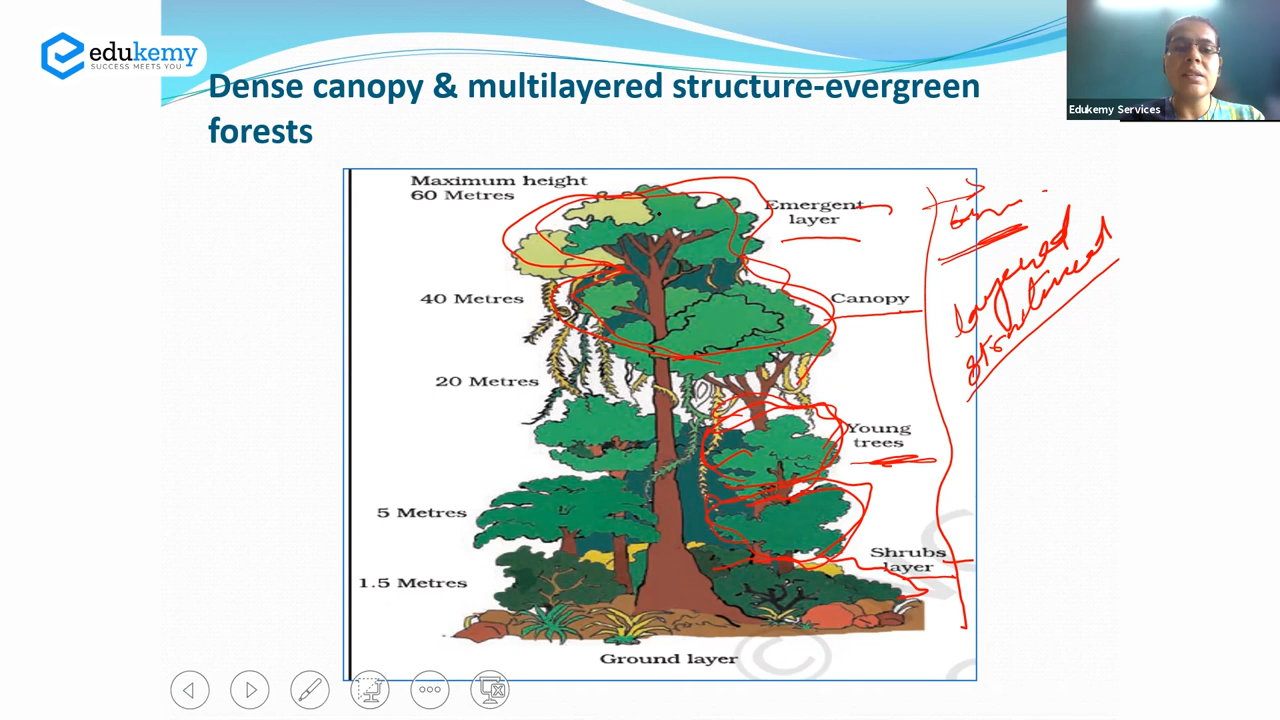 edukemy
SUCCESS MEETS YOU
Edukemy Services
Dense canopy & multilayered structure-evergreen
forests
Maximum height
60 Metres
Emergent
layer
40 Metres
Canopy
20 Metres
Young
trees
5 Metres
Shrubs
layer
1.5 Metres
Ground layer
60m
layered